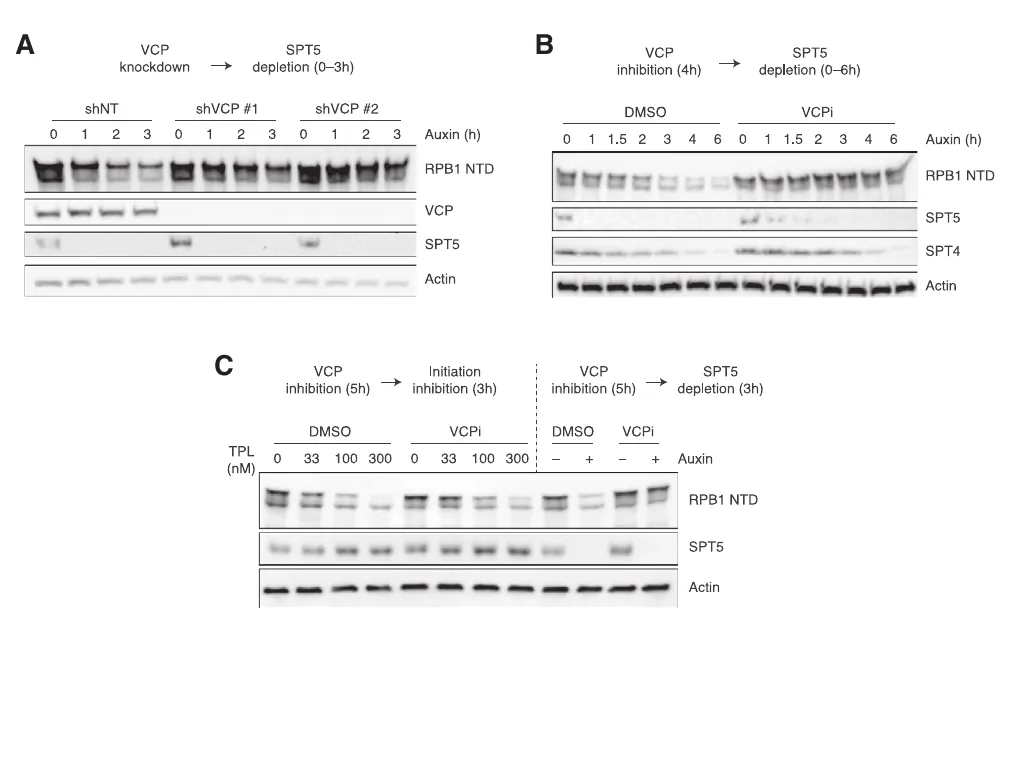 A
VCP
knockdown → SPT5
depletion (0–3h)
shNT shVCP #1 shVCP #2
0 1 2 3 0 1 2 3 0 1 2 3 Auxin (h)
RPB1 NTD
VCP
SPT5
Actin
B
VCP
inhibition (4h) → SPT5
depletion (0–6h)
DMSO VCPi
0 1 1.5 2 3 4 6 0 1 1.5 2 3 4 6 Auxin (h)
RPB1 NTD
SPT5
SPT4
Actin
C
VCP
inhibition (5h) → Initiation
inhibition (3h)
VCP
inhibition (5h) → SPT5
depletion (3h)
DMSO VCPi DMSO VCPi
TPL
(nM) 0 33 100 300 0 33 100 300 – + – + Auxin
RPB1 NTD
SPT5
Actin